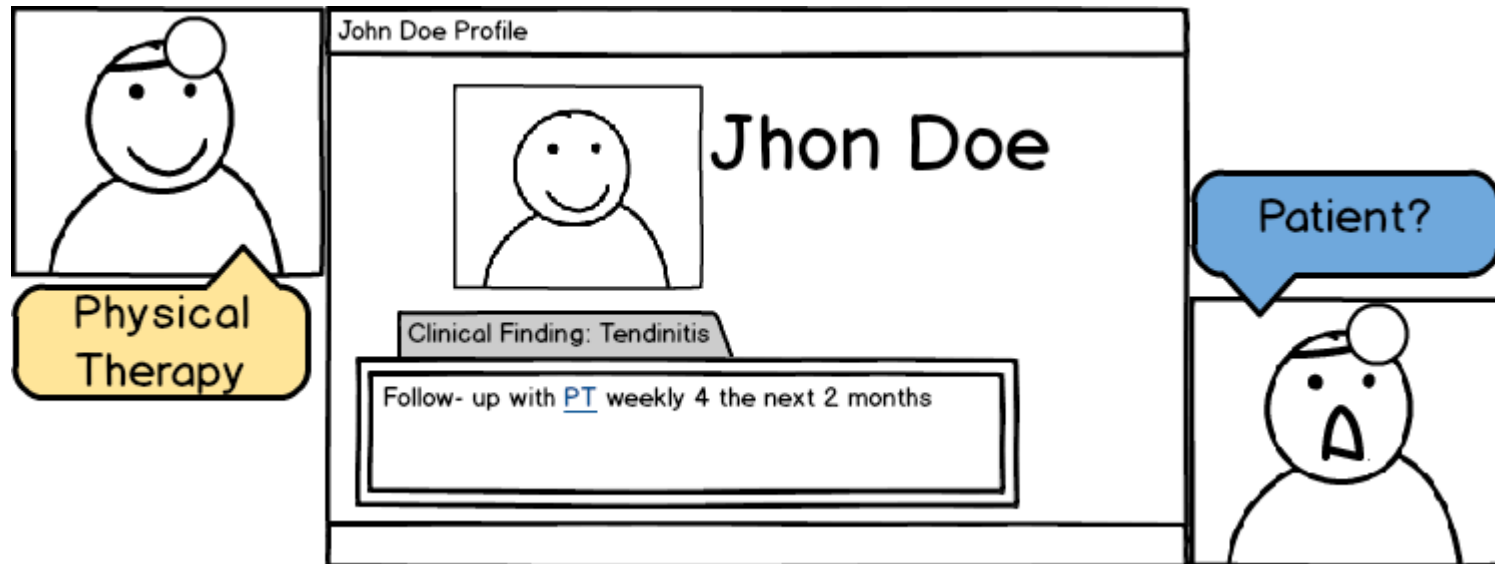 John Doe Profile
Jhon Doe
Patient?
Physical
Therapy
Clinical Finding: Tendinitis
Follow- up with PT weekly 4 the next 2 months